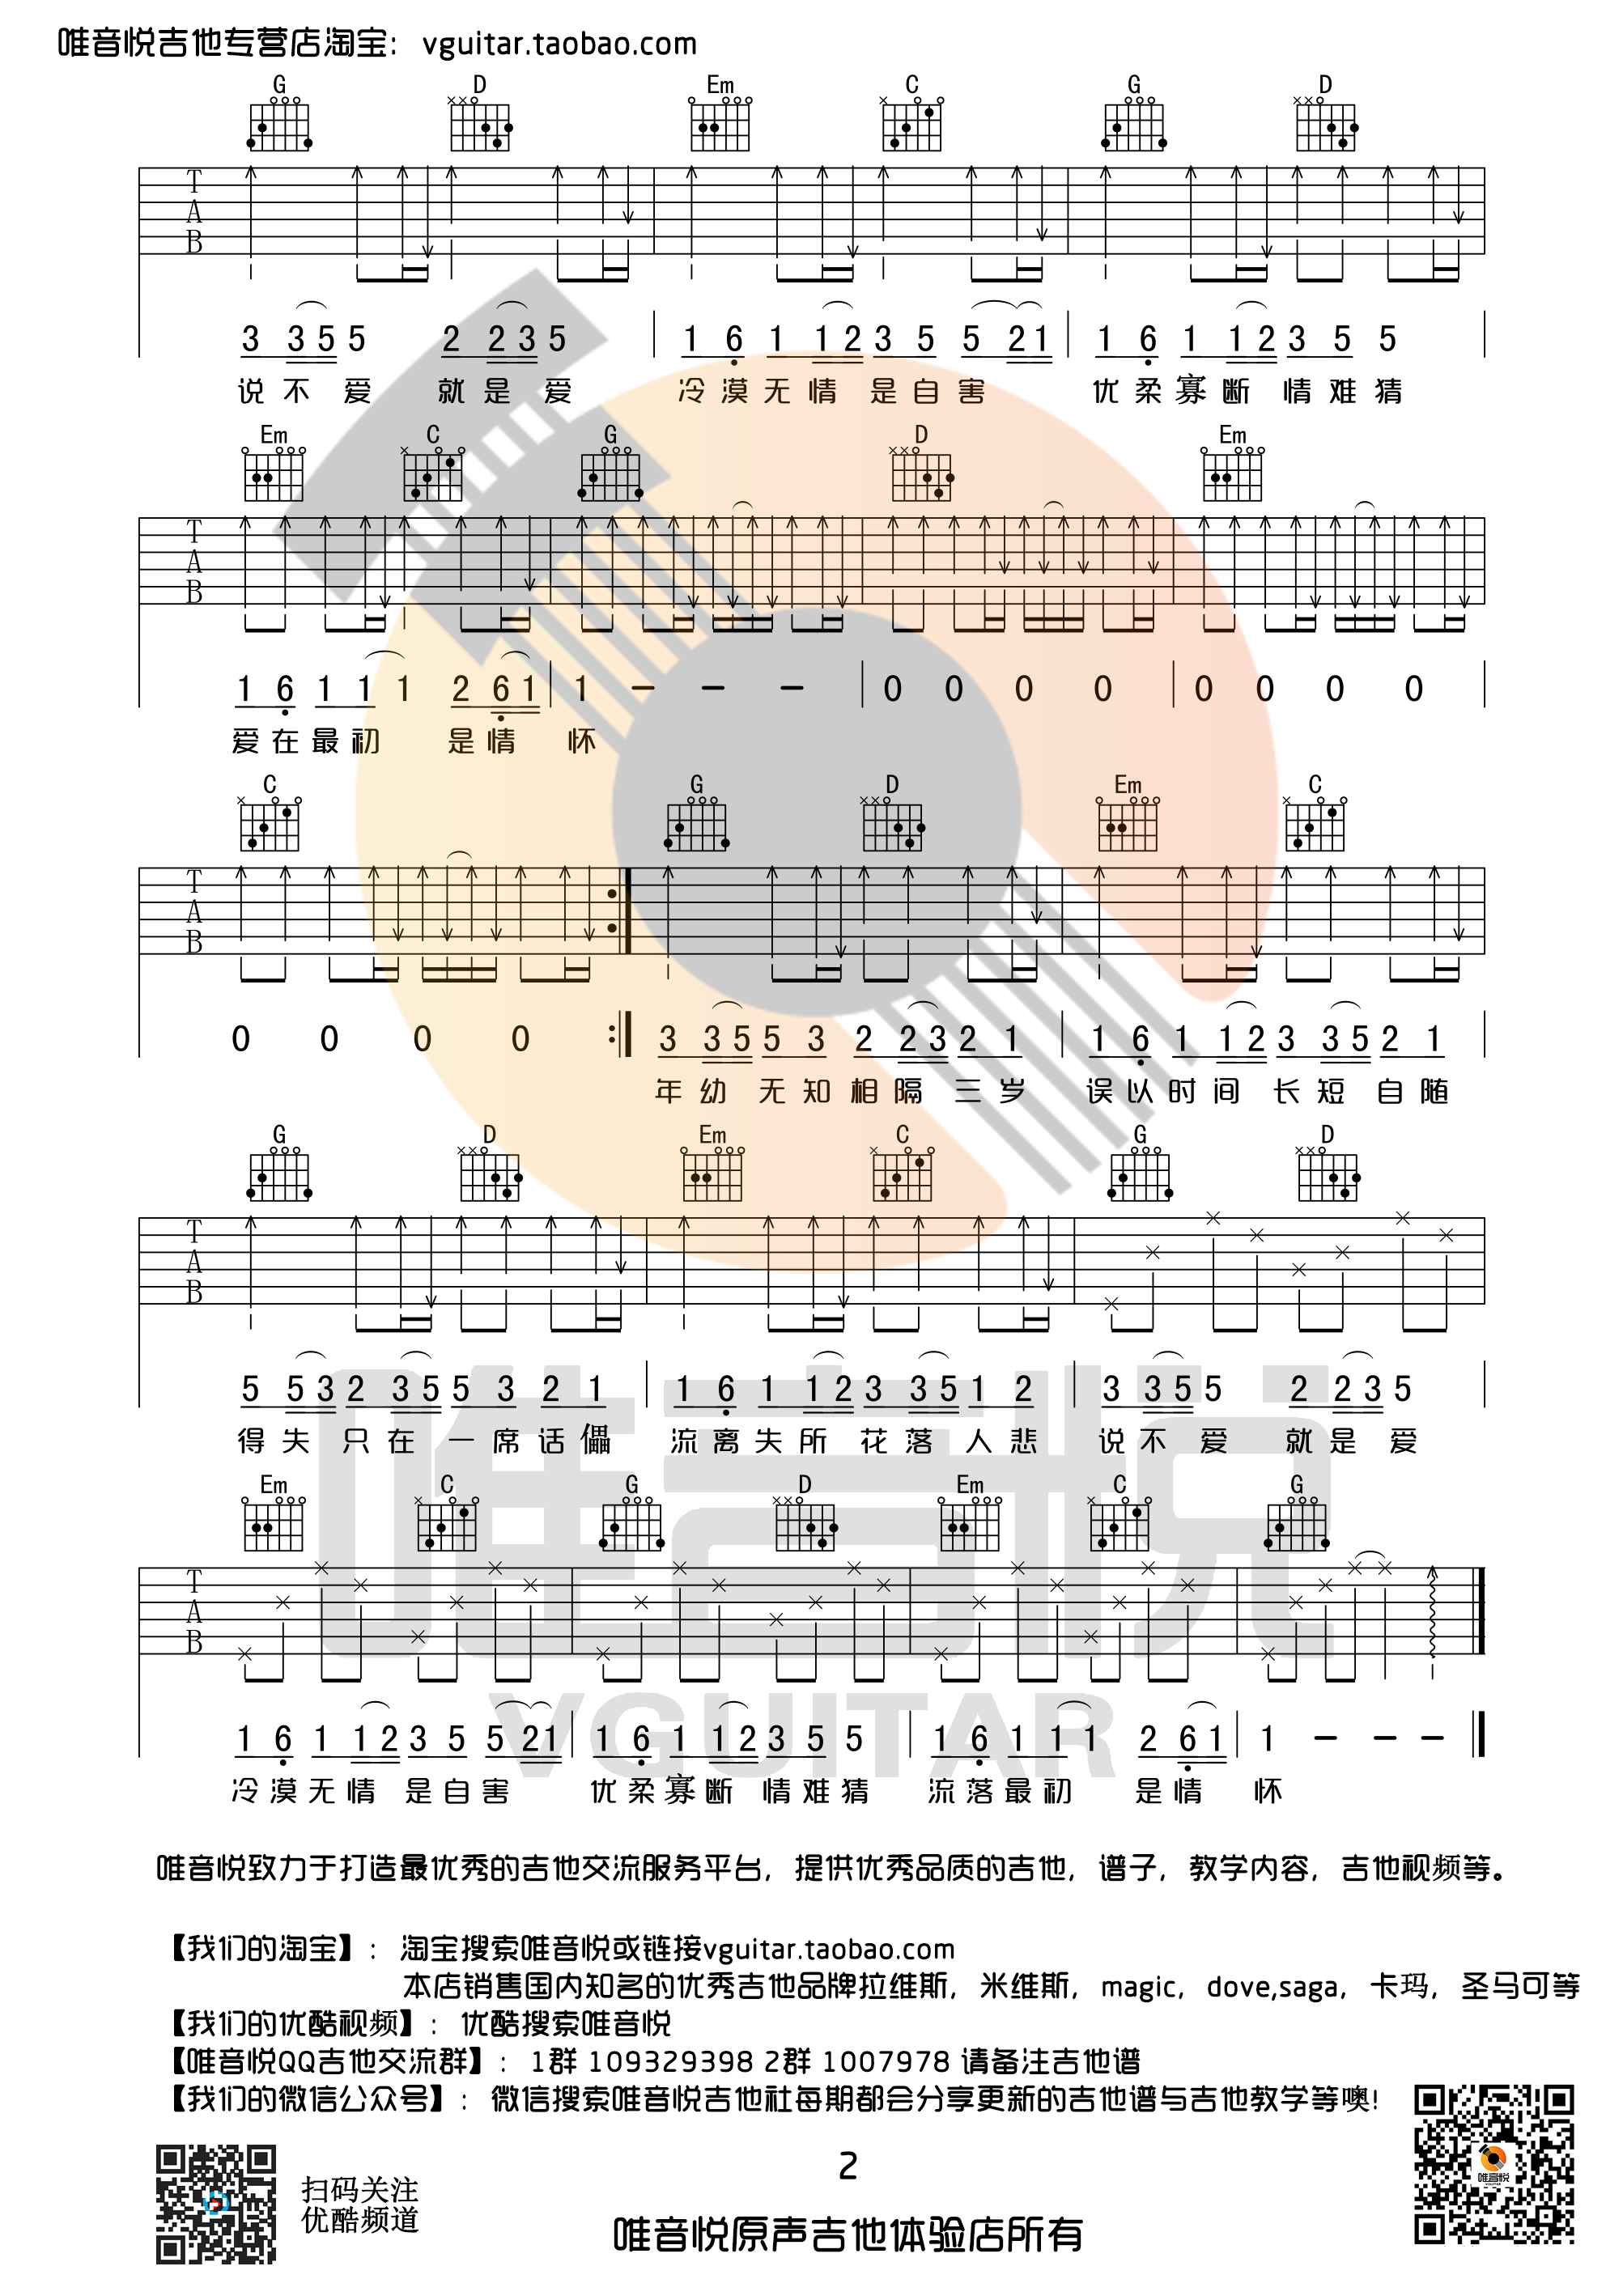 唯音悦吉他专营店淘宝：vguitar.taobao.com
G D Em C G D
T A B
3 3 5 5 2 2 3 5 1 6 1 1 2 3 5 5 2 1 1 6 1 1 2 3 5 5
说不爱 就是爱 冷漠无情是自害 优柔寡断情难猜
Em C G D Em
T A B
1 6 1 1 1 2 6 1 1 - - - 0 0 0 0 0 0 0 0
爱在最初 是情怀
C G D Em C
T A B
0 0 0 0 3 3 5 5 3 2 2 3 2 1 1 6 1 1 2 3 3 5 2 1
年幼无知相隔三岁 误以时间长短自随
G D Em C G D
T A B
5 5 3 2 3 5 5 3 2 1 1 6 1 1 2 3 3 5 1 2 3 3 5 5 2 2 3 5
得失只在一席话儡 流离失所花落人悲 说不爱 就是爱
Em C G D Em C G
T A B
1 6 1 1 2 3 5 5 2 1 1 6 1 1 2 3 5 5 1 6 1 1 1 2 6 1 1 - - -
冷漠无情是自害 优柔寡断情难猜 流落最初 是情怀
唯音悦
VGUITAR
唯音悦致力于打造最优秀的吉他交流服务平台，提供优秀品质的吉他，谱子，教学内容，吉他视频等。
【我们的淘宝】：淘宝搜索唯音悦或链接vguitar.taobao.com
本店销售国内知名的优秀吉他品牌拉维斯，米维斯，magic，dove,saga，卡玛，圣马可等
【我们的优酷视频】：优酷搜索唯音悦
【唯音悦QQ吉他交流群】：1群 109329398 2群 1007978 请备注吉他谱
【我们的微信公众号】：微信搜索唯音悦吉他社每期都会分享更新的吉他谱与吉他教学等噢！
扫码关注
优酷频道
2
唯音悦原声吉他体验店所有
唯音悦
VGUITAR